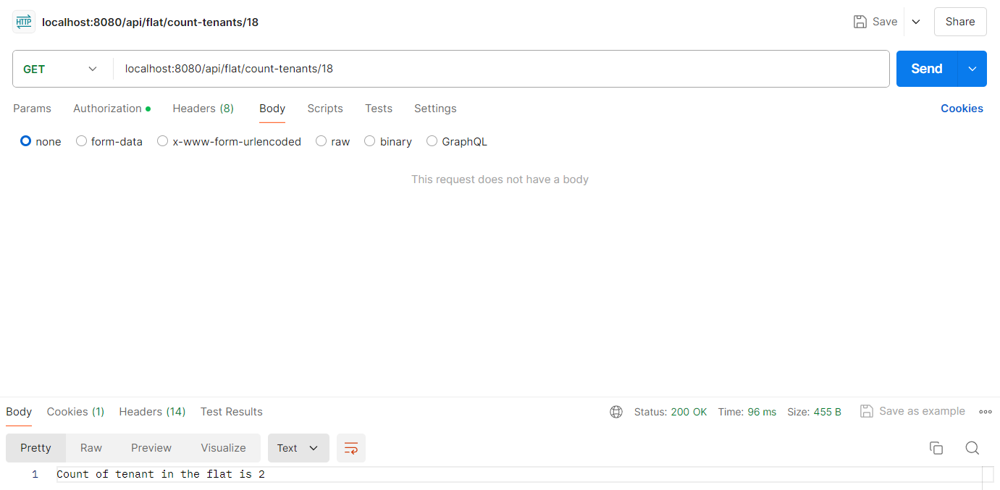 HTTP localhost:8080/api/flat/count-tenants/18 Save Share
GET localhost:8080/api/flat/count-tenants/18 Send
Params Authorization Headers (8) Body Scripts Tests Settings Cookies
none form-data x-www-form-urlencoded raw binary GraphQL
This request does not have a body
Body Cookies (1) Headers (14) Test Results Status: 200 OK Time: 96 ms Size: 455 B Save as example
Pretty Raw Preview Visualize Text
1 Count of tenant in the flat is 2